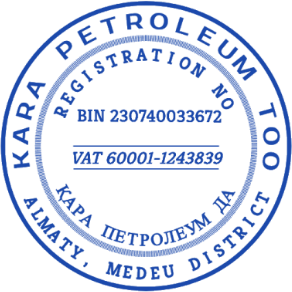 KARA PETROLEUM TOO
REGISTRATION NO
BIN 230740033672
VAT 60001-1243839
КАРА ПЕТРОЛЕУМ ДА
ALMATY, MEDEU DISTRICT